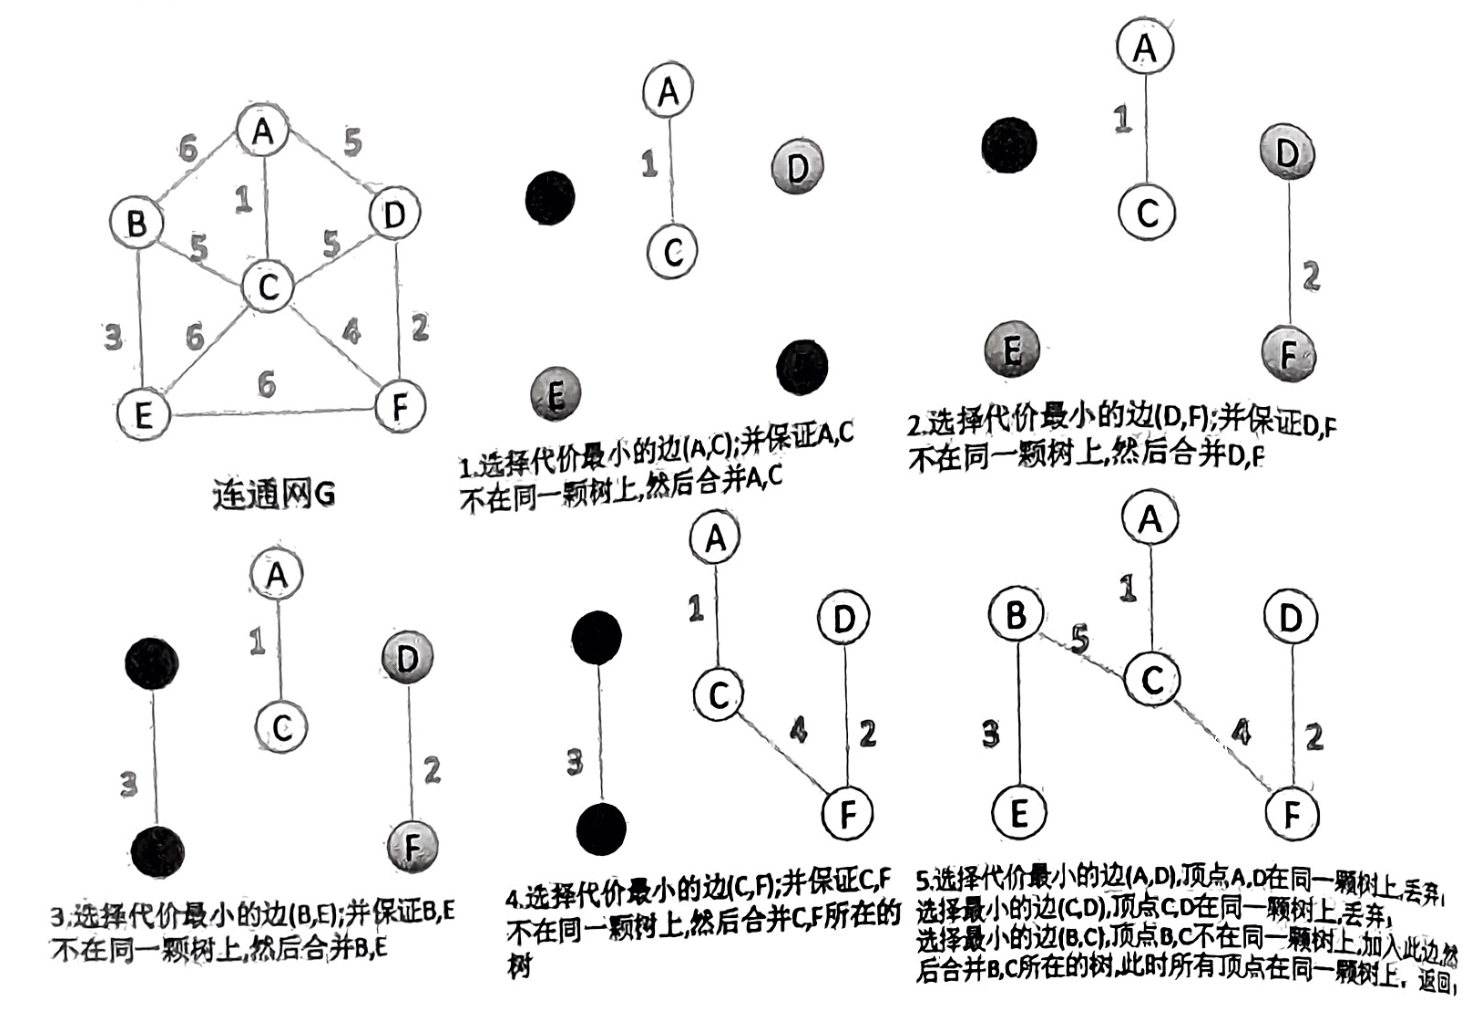 A
6
5
1
B
D
5
5
C
3
6
4
2
6
E
F
连通网G
A
1
D
C
E
1.选择代价最小的边(A,C);并保证A,C
不在同一颗树上,然后合并A,C
A
1
D
C
2
E
F
2.选择代价最小的边(D,F);并保证D,F
不在同一颗树上,然后合并D,F
A
1
D
C
3
2
F
3.选择代价最小的边(B,E);并保证B,E
不在同一颗树上,然后合并B,E
A
1
D
C
4
2
3
F
4.选择代价最小的边(C,F);并保证C,F
不在同一颗树上,然后合并C,F所在的
树
A
1
B
D
5
C
3
4
2
E
F
5.选择代价最小的边(A,D),顶点A,D在同一颗树上,丢弃,
选择最小的边(C,D),顶点C,D在同一颗树上,丢弃,
选择最小的边(B,C),顶点B,C不在同一颗树上,加入此边,然
后合并B,C所在的树,此时所有顶点在同一颗树上。返回,